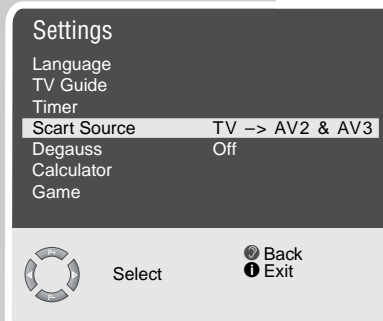 Settings
Language
TV Guide
Timer
Scart Source TV –> AV2 & AV3
Degauss Off
Calculator
Game
P+
Select
P-
Back
i Exit